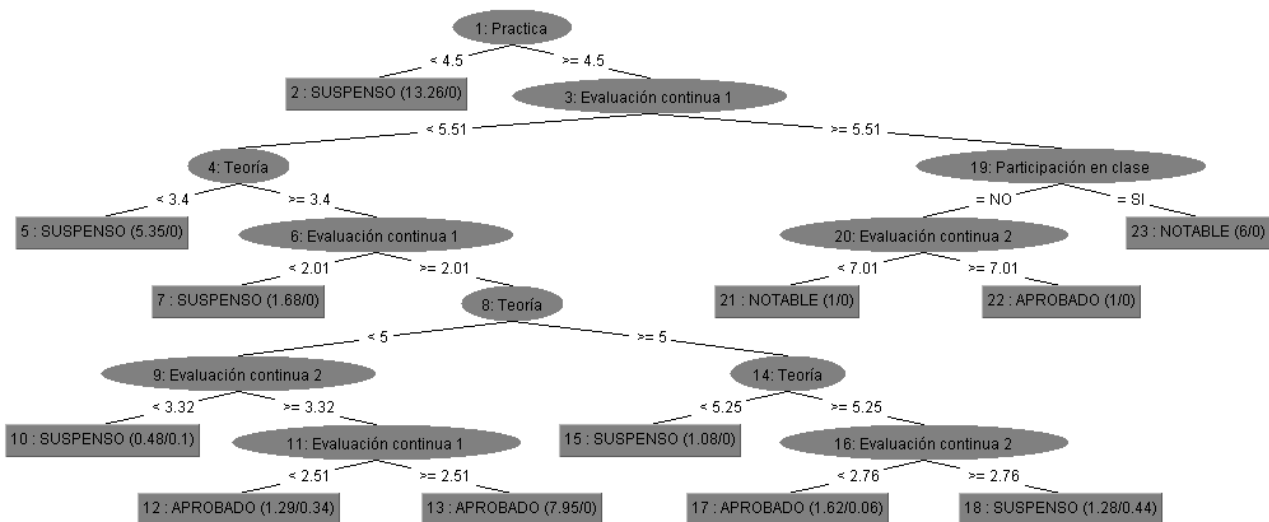 1: Practica
< 4.5
>= 4.5
2 : SUSPENSO (13.26/0)
3: Evaluación continua 1
< 5.51
>= 5.51
4: Teoría
19: Participación en clase
< 3.4
>= 3.4
= NO
= SI
5 : SUSPENSO (5.35/0)
6: Evaluación continua 1
20: Evaluación continua 2
23 : NOTABLE (6/0)
< 2.01
>= 2.01
< 7.01
>= 7.01
7 : SUSPENSO (1.68/0)
8: Teoría
21 : NOTABLE (1/0)
22 : APROBADO (1/0)
< 5
>= 5
9: Evaluación continua 2
14: Teoría
< 3.32
>= 3.32
< 5.25
>= 5.25
10 : SUSPENSO (0.48/0.1)
11: Evaluación continua 1
15 : SUSPENSO (1.08/0)
16: Evaluación continua 2
< 2.51
>= 2.51
< 2.76
>= 2.76
12 : APROBADO (1.29/0.34)
13 : APROBADO (7.95/0)
17 : APROBADO (1.62/0.06)
18 : SUSPENSO (1.28/0.44)